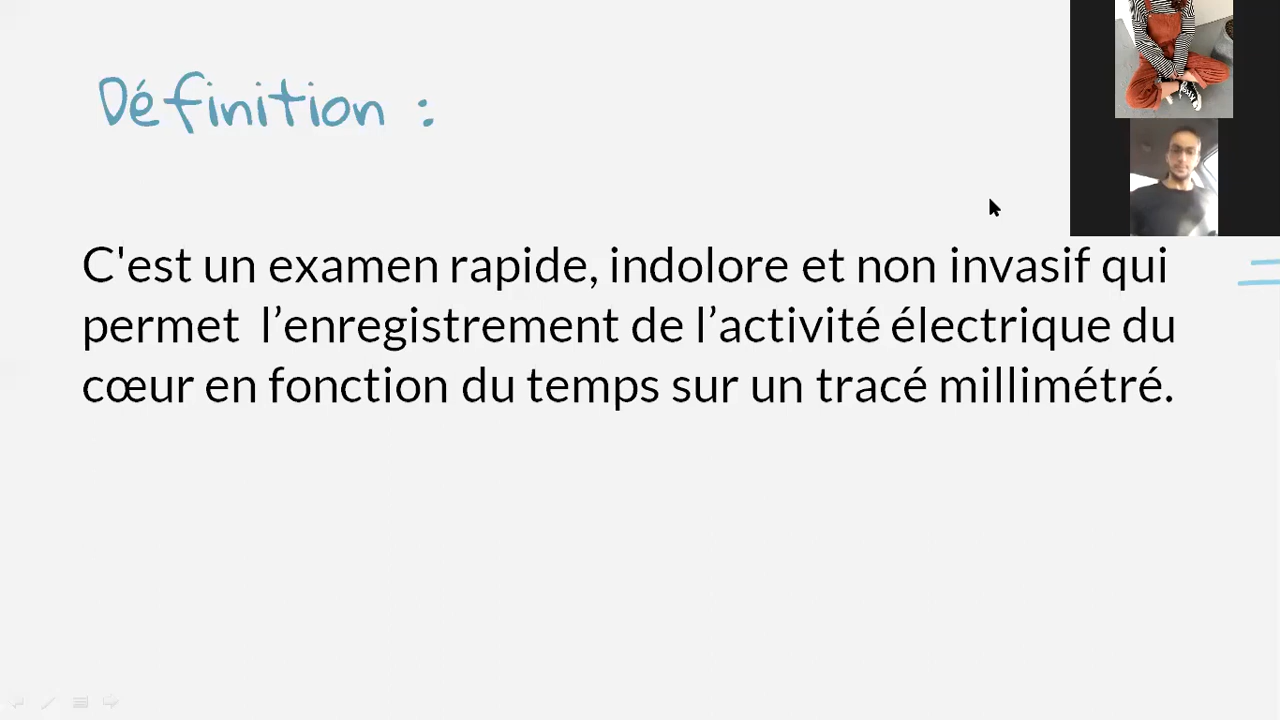 Définition :
C'est un examen rapide, indolore et non invasif qui
permet l’enregistrement de l’activité électrique du
cœur en fonction du temps sur un tracé millimétré.